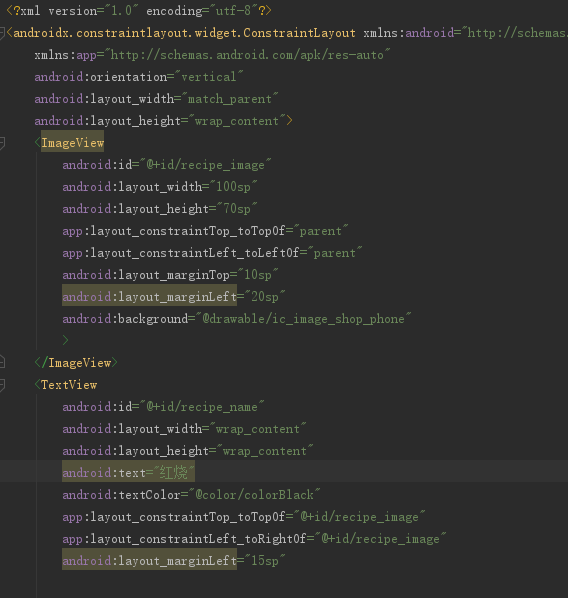 <?xml version="1.0" encoding="utf-8"?>
<androidx.constraintlayout.widget.ConstraintLayout xmlns:android="http://schemas.
xmlns:app="http://schemas.android.com/apk/res-auto"
android:orientation="vertical"
android:layout_width="match_parent"
android:layout_height="wrap_content">
<ImageView
android:id="@+id/recipe_image"
android:layout_width="100sp"
android:layout_height="70sp"
app:layout_constraintTop_toTopOf="parent"
app:layout_constraintLeft_toLeftOf="parent"
android:layout_marginTop="10sp"
android:layout_marginLeft="20sp"
android:background="@drawable/ic_image_shop_phone"
>
</ImageView>
<TextView
android:id="@+id/recipe_name"
android:layout_width="wrap_content"
android:layout_height="wrap_content"
android:text="红烧"
android:textColor="@color/colorBlack"
app:layout_constraintTop_toTopOf="@+id/recipe_image"
app:layout_constraintLeft_toRightOf="@+id/recipe_image"
android:layout_marginLeft="15sp"